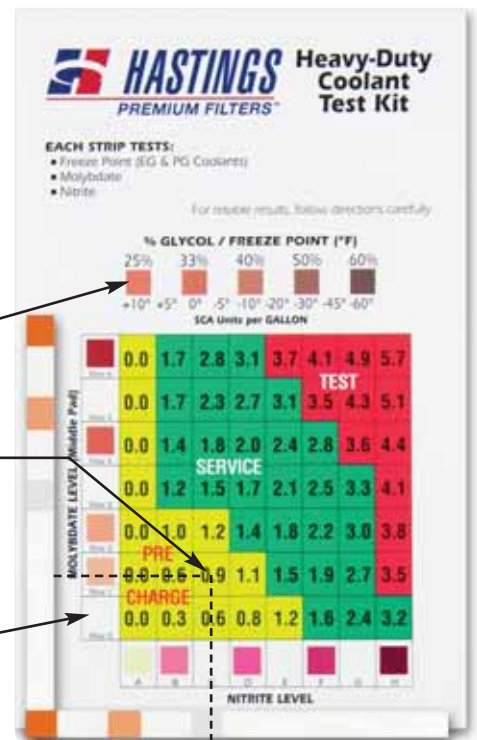 HASTINGS
PREMIUM FILTERS™
Heavy-Duty
Coolant
Test Kit
EACH STRIP TESTS:
• Freeze Point (EG & PG Coolants)
• Molybdate
• Nitrite
For reliable results, follow directions carefully
% GLYCOL / FREEZE POINT (°F)
25% 33% 40% 50% 60%
+10° +5° 0° -5° -10° -20° -30° -45° -60°
SCA Units per GALLON
MOLYBDATE LEVEL (Middle Pad)
0.0 1.7 2.8 3.1 3.7 4.1 4.9 5.7
TEST
0.0 1.7 2.3 2.7 3.1 3.5 4.3 5.1
0.0 1.4 1.8 2.0 2.4 2.8 3.6 4.4
SERVICE
0.0 1.2 1.5 1.7 2.1 2.5 3.3 4.1
0.0 1.0 1.2 1.4 1.8 2.2 3.0 3.8
PRE
0.0 0.6 0.9 1.1 1.5 1.9 2.7 3.5
CHARGE
0.0 0.3 0.6 0.8 1.2 1.6 2.4 3.2
A B D E F G H
NITRITE LEVEL